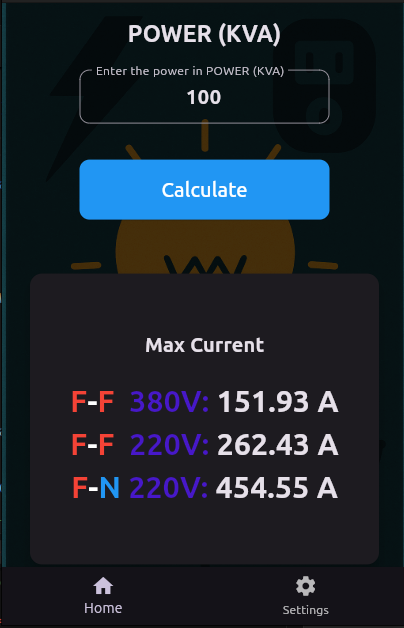 POWER (KVA)
Enter the power in POWER (KVA)
100
Calculate
Max Current
F-F 380V: 151.93 A
F-F 220V: 262.43 A
F-N 220V: 454.55 A
Home
Settings